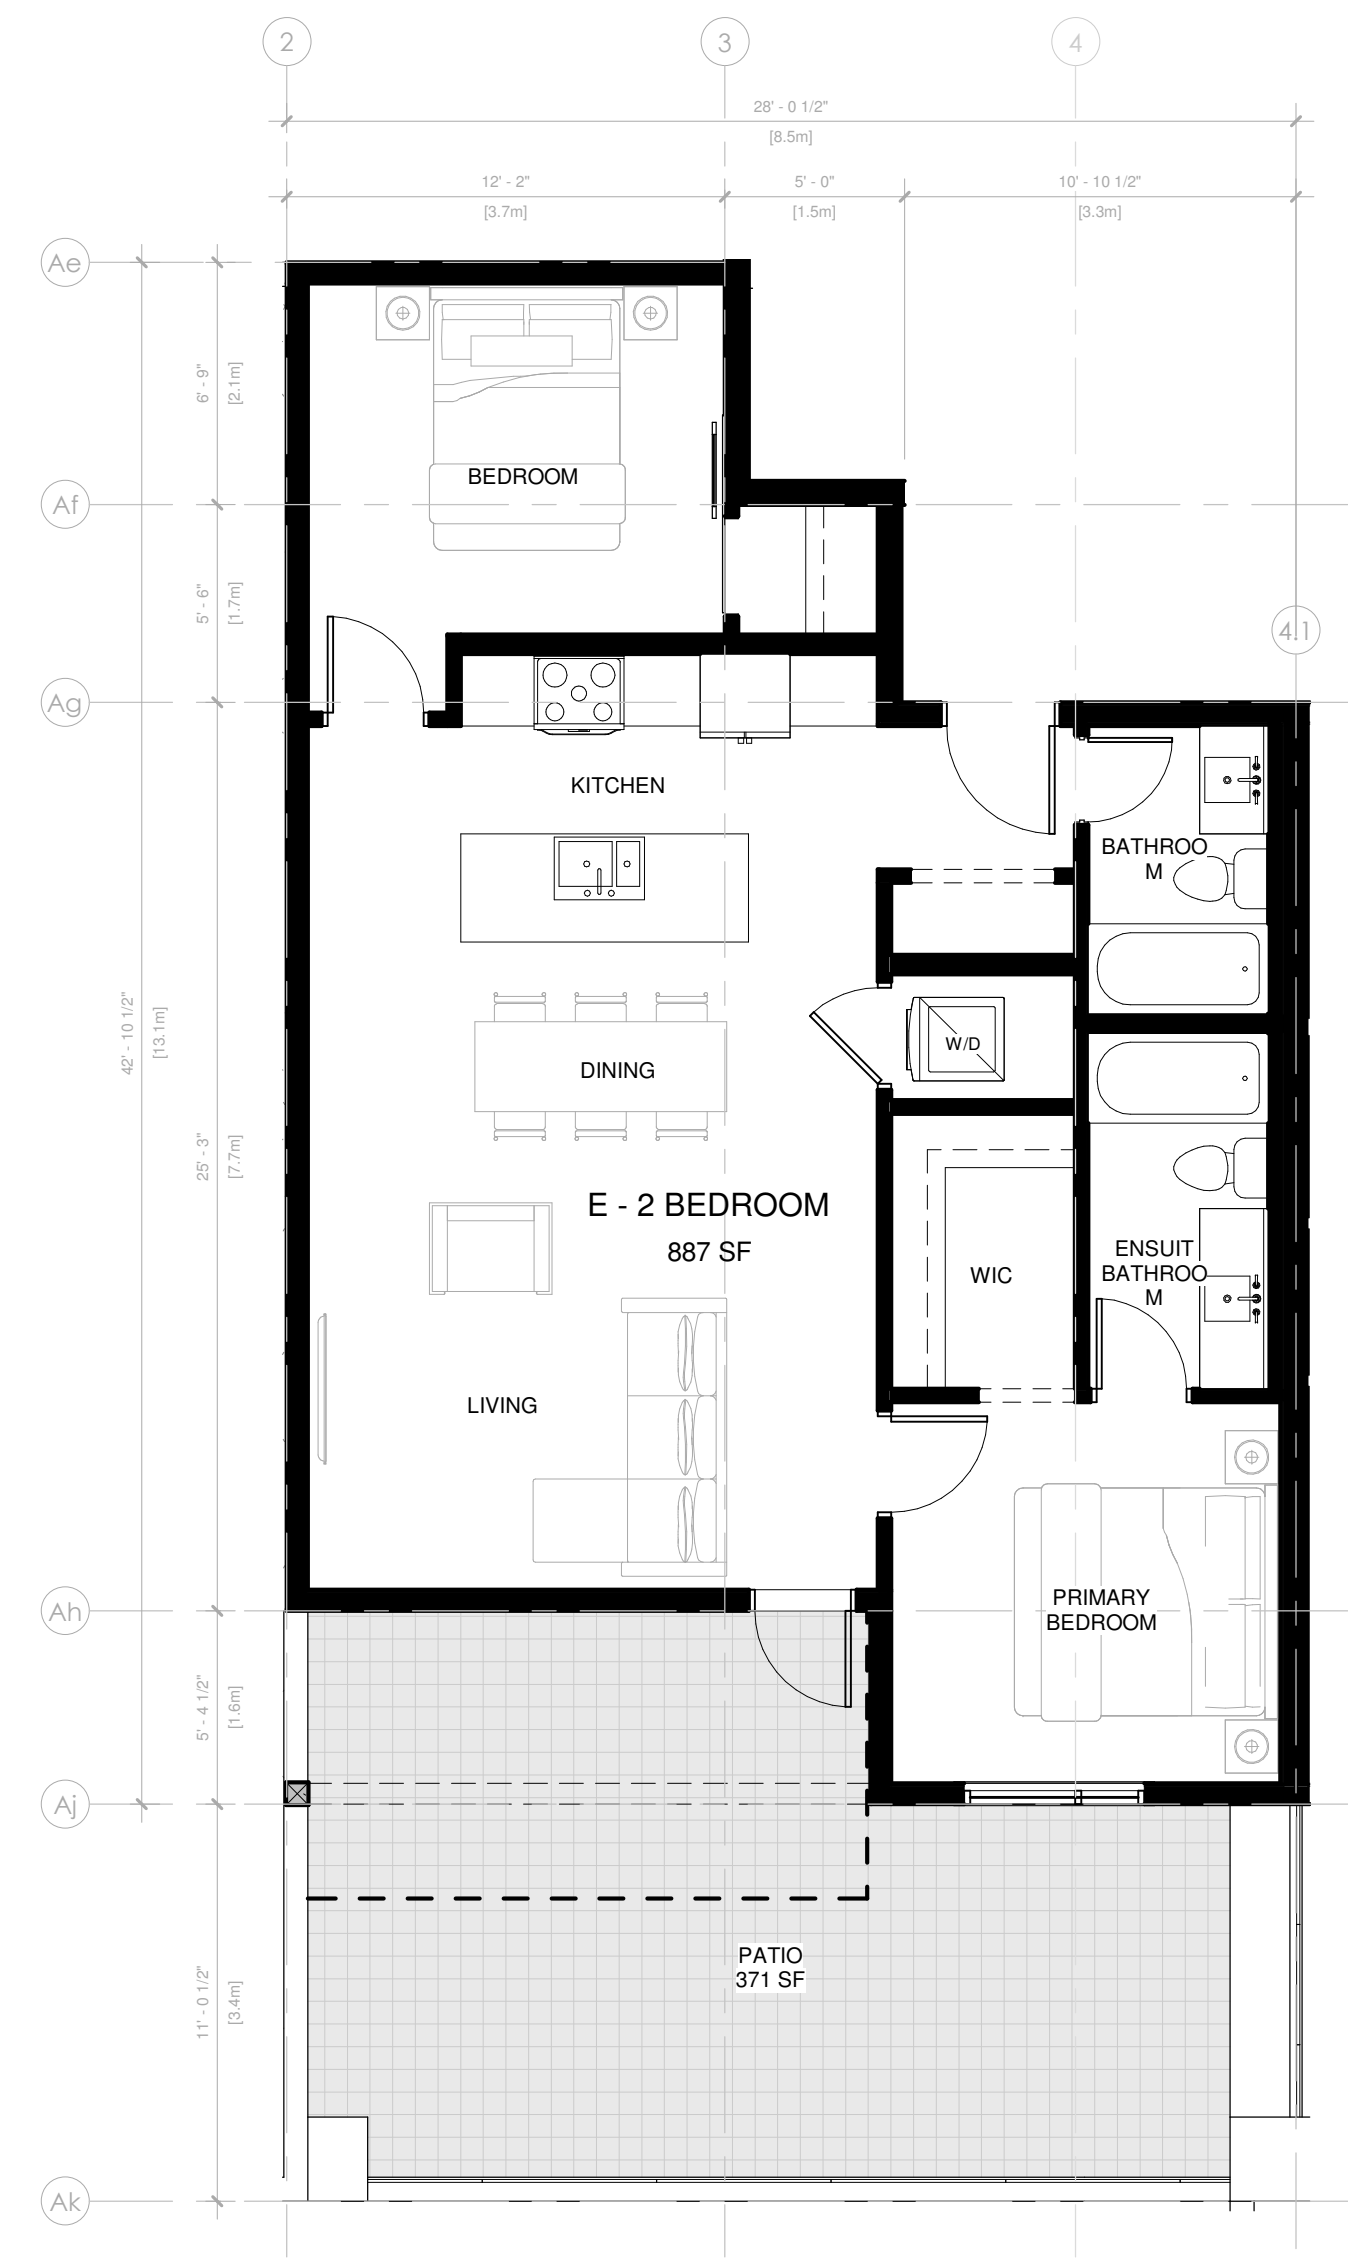 2
3
4
28' - 0 1/2"
[8.5m]
12' - 2"
5' - 0"
10' - 10 1/2"
[3.7m]
[1.5m]
[3.3m]
Ae
6' - 9"
[2.1m]
BEDROOM
Af
5' - 6"
[1.7m]
4.1
Ag
KITCHEN
BATHROO
M
42' - 10 1/2"
[13.1m]
W/D
DINING
25' - 3"
[7.7m]
E - 2 BEDROOM
887 SF
WIC
ENSUIT
BATHROO
M
LIVING
PRIMARY
BEDROOM
Ah
5' - 4 1/2"
[1.6m]
Aj
PATIO
371 SF
11' - 0 1/2"
[3.4m]
Ak